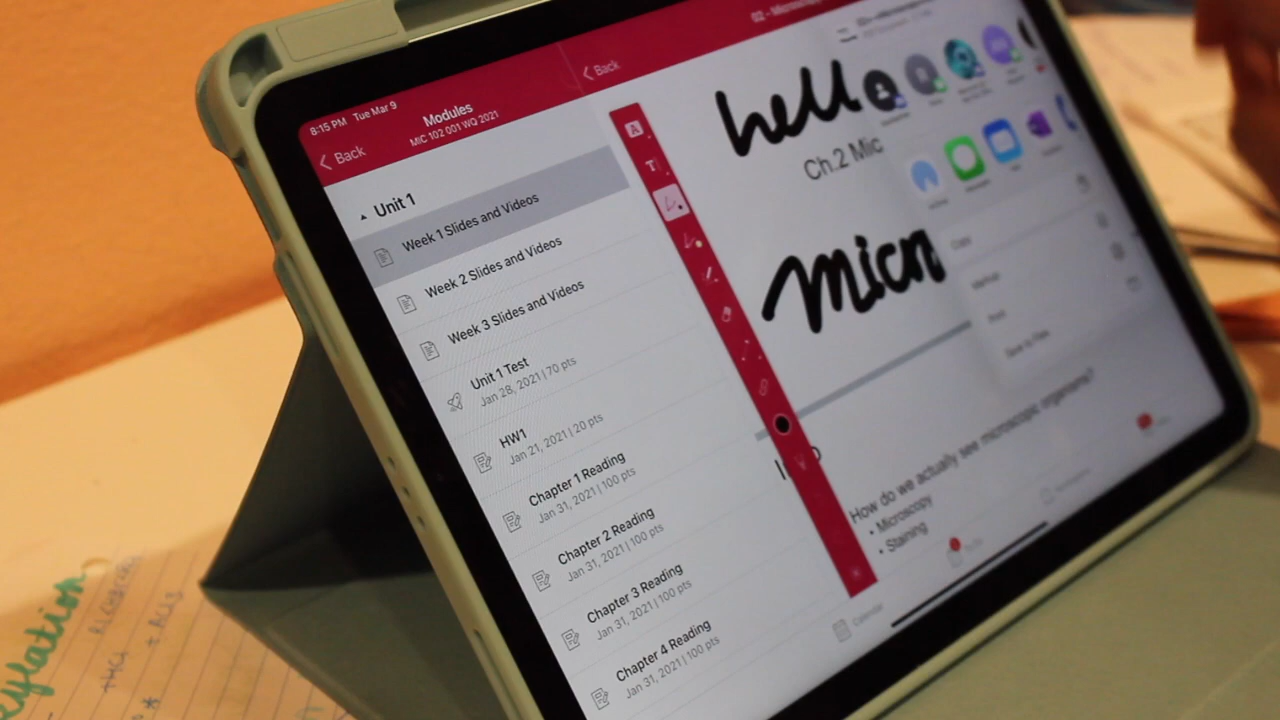 8:15 PM Tue Mar 9
Modules
MIC 102 001 WQ 2021
Back
Unit 1
Week 1 Slides and Videos
Week 2 Slides and Videos
Week 3 Slides and Videos
Unit 1 Test
Jan 28, 2021 | 70 pts
HW1
Jan 21, 2021 | 20 pts
Chapter 1 Reading
Jan 31, 2021 | 100 pts
Chapter 2 Reading
Jan 31, 2021 | 100 pts
Chapter 3 Reading
Jan 31, 2021 | 100 pts
Chapter 4 Reading
Jan 31, 2021 | 100 pts
Calendar
Back
hell
Ch.2 Mic
micr
Copy
Markup
Print
Save to Files
How do we actually see microscopic organisms?
• Microscopy
• Staining
+HCl